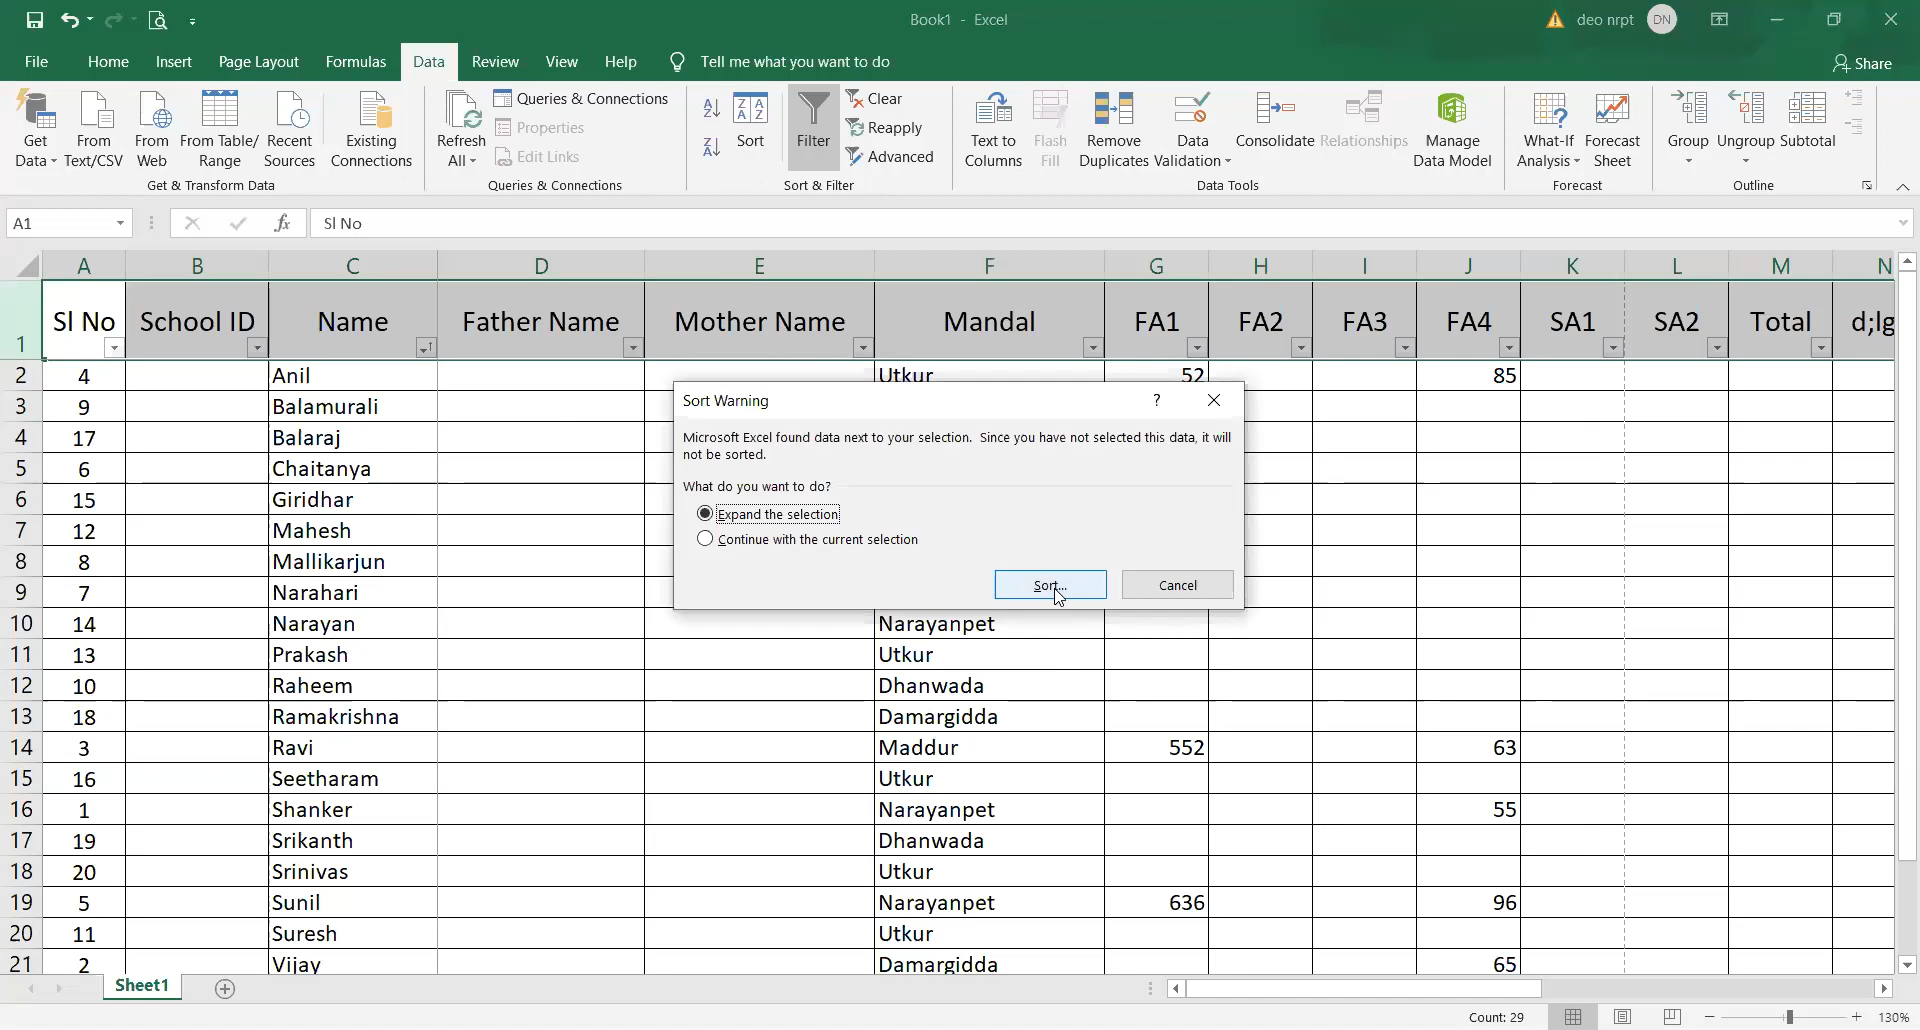 Book1 - Excel
deo nrpt
DN
File
Home
Insert
Page Layout
Formulas
Data
Review
View
Help
Tell me what you want to do
Share
Get Data
From Text/CSV
From Web
From Table/ Range
Recent Sources
Existing Connections
Get & Transform Data
Refresh All
Queries & Connections
Properties
Edit Links
Queries & Connections
Sort
Filter
Clear
Reapply
Advanced
Sort & Filter
Text to Columns
Flash Fill
Remove Duplicates
Data Validation
Consolidate
Relationships
Manage Data Model
Data Tools
What-If Analysis
Forecast Sheet
Forecast
Group
Ungroup
Subtotal
Outline
A1
fx
Sl No
A B C D E F G H I J K L M N
1 Sl No School ID Name Father Name Mother Name Mandal FA1 FA2 FA3 FA4 SA1 SA2 Total d;lg
2 4 Anil Utkur 52 85
3 9 Balamurali
4 17 Balaraj
5 6 Chaitanya
6 15 Giridhar
7 12 Mahesh
8 8 Mallikarjun
9 7 Narahari
10 14 Narayan Narayanpet
11 13 Prakash Utkur
12 10 Raheem Dhanwada
13 18 Ramakrishna Damargidda
14 3 Ravi Maddur 552 63
15 16 Seetharam Utkur
16 1 Shanker Narayanpet 55
17 19 Srikanth Dhanwada
18 20 Srinivas Utkur
19 5 Sunil Narayanpet 636 96
20 11 Suresh Utkur
21 2 Vijay Damargidda 65
Sort Warning
?
Microsoft Excel found data next to your selection. Since you have not selected this data, it will
not be sorted.
What do you want to do?
Expand the selection
Continue with the current selection
Sort...
Cancel
Sheet1
Count: 29
130%